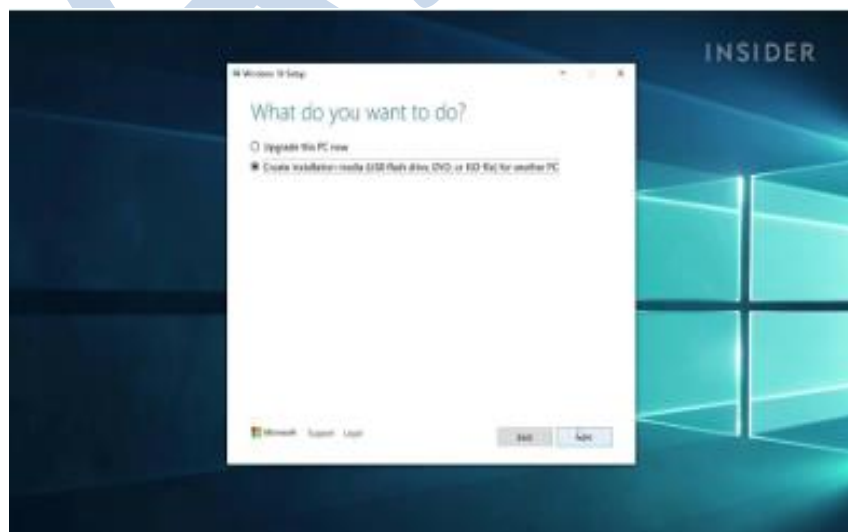 INSIDER
Windows 10 Setup
What do you want to do?
Upgrade this PC now
Create installation media (USB flash drive, DVD, or ISO file) for another PC
Microsoft Support Legal
Back Next